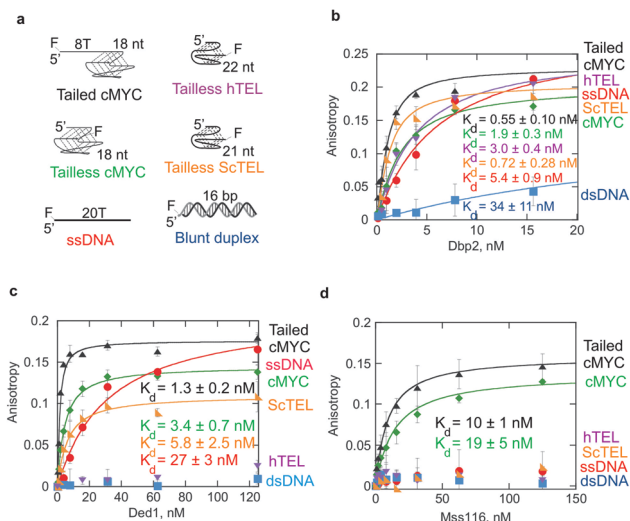 a
F 8T 18 nt
5'
Tailed cMYC
5' F
22 nt
Tailless hTEL
5' F
18 nt
Tailless cMYC
5' F
21 nt
Tailless ScTEL
F 20T
5'
ssDNA
16 bp
F
5'
Blunt duplex
b
Tailed
cMYC
hTEL
ssDNA
ScTEL
cMYC
dsDNA
Anisotropy
0.25
0.2
0.15
0.1
0.05
0
Kd = 0.55 ± 0.10 nM
Kd = 1.9 ± 0.3 nM
Kd = 3.0 ± 0.4 nM
Kd = 0.72 ± 0.28 nM
Kd = 5.4 ± 0.9 nM
Kd = 34 ± 11 nM
0 5 10 15 20
Dbp2, nM
c
Tailed
cMYC
ssDNA
cMYC
ScTEL
hTEL
dsDNA
Anisotropy
0.2
0.15
0.1
0.05
0
Kd = 1.3 ± 0.2 nM
Kd = 3.4 ± 0.7 nM
Kd = 5.8 ± 2.5 nM
Kd = 27 ± 3 nM
0 20 40 60 80 100 125
Ded1, nM
d
Tailed
cMYC
cMYC
hTEL
ScTEL
ssDNA
dsDNA
Anisotropy
0.2
0.15
0.1
0.05
0
Kd = 10 ± 1 nM
Kd = 19 ± 5 nM
0 50 100 150
Mss116, nM